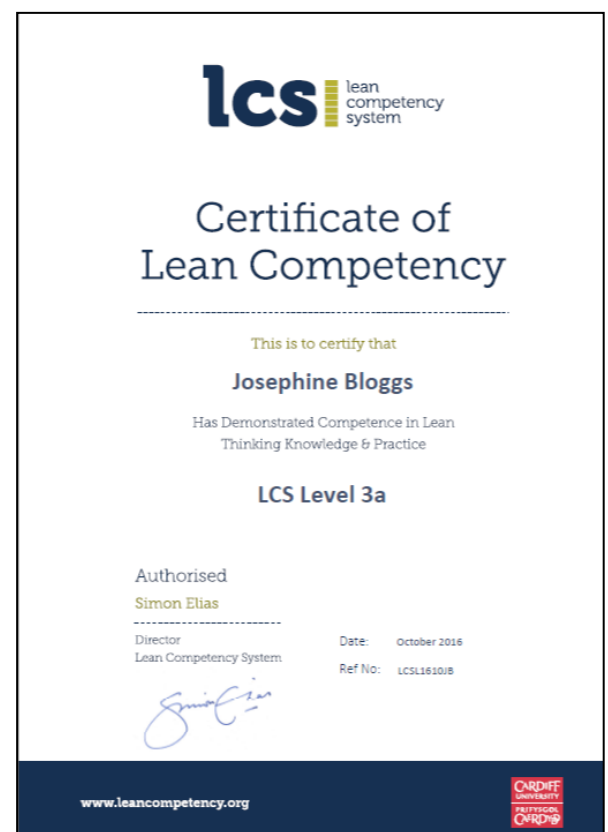 lcs
lean
competency
system
Certificate of
Lean Competency
This is to certify that
Josephine Bloggs
Has Demonstrated Competence in Lean
Thinking Knowledge & Practice
LCS Level 3a
Authorised
Simon Elias
Director
Lean Competency System
Date: October 2016
Ref No: LCSL1610JB
www.leancompetency.org
CARDIFF
UNIVERSITY
PRIFYSGOL
CAERDYDD